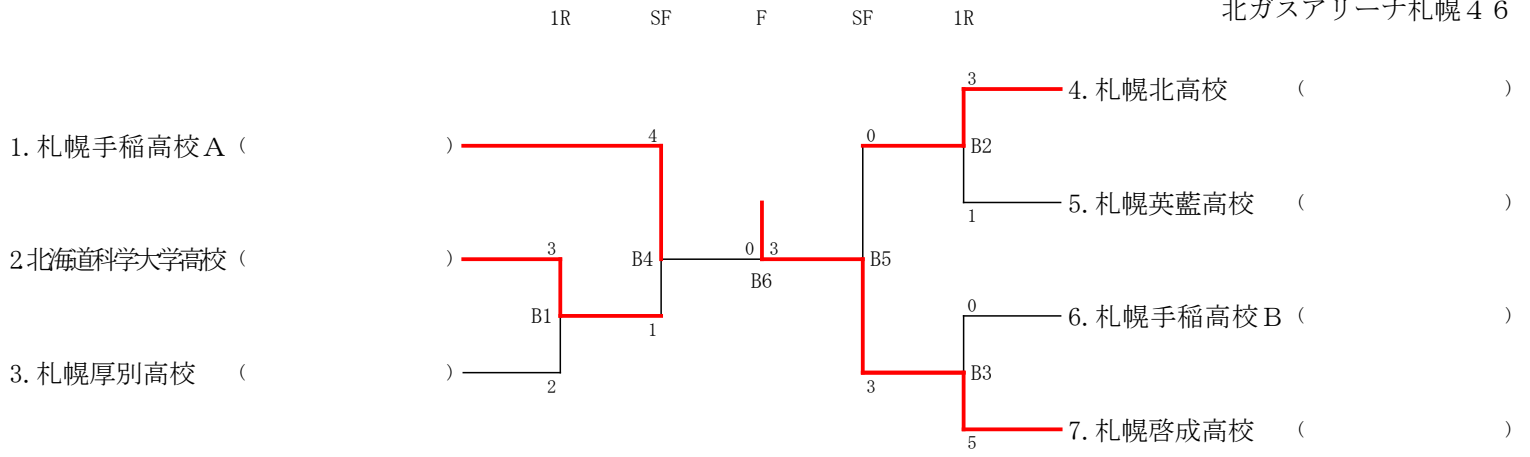 北ガスアリーナ札幌４６
1R SF F SF 1R
3
4. 札幌北高校 （ ）
1. 札幌手稲高校Ａ（ ） 4 0 B2
1
5. 札幌英藍高校 （ ）
2.北海道科学大学高校（ ） 3 B4 0 3 B5
B6
B1 1
0
6. 札幌手稲高校Ｂ（ ）
3. 札幌厚別高校 （ ） 2 3 B3
5
7. 札幌啓成高校 （ ）